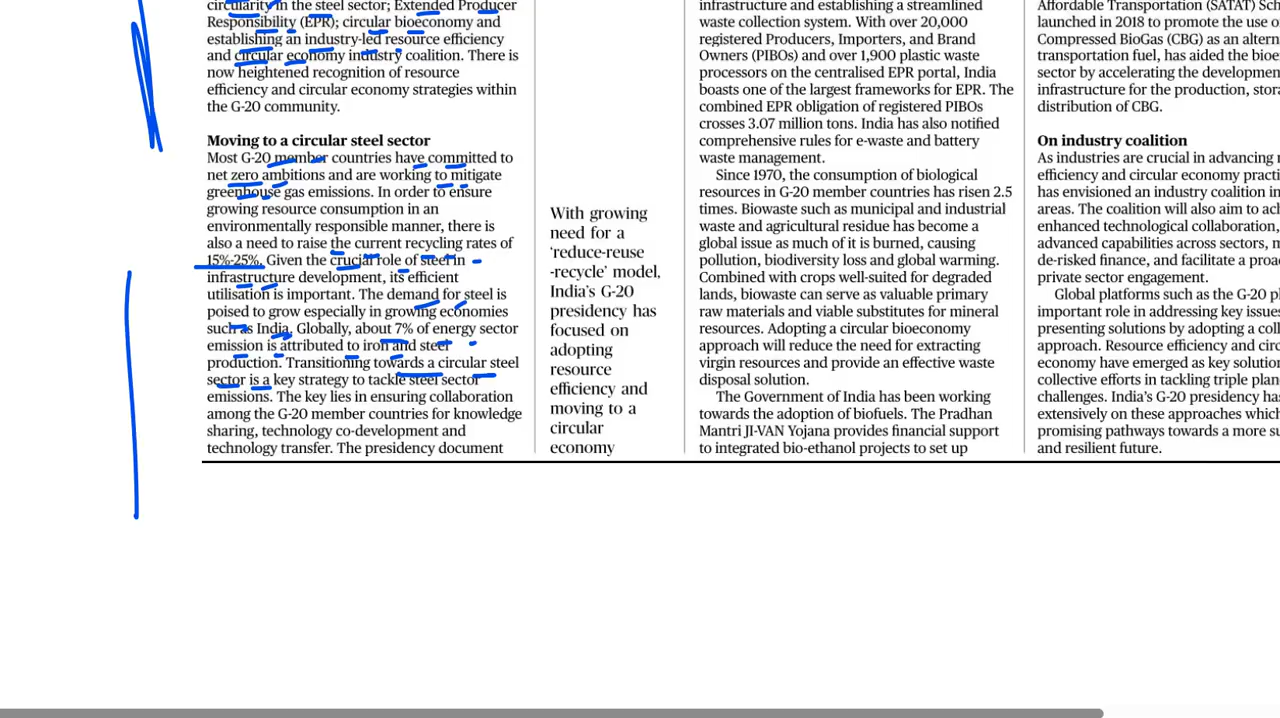 circularity in the steel sector; Extended Producer
Responsibility (EPR); circular bioeconomy and
establishing an industry-led resource efficiency
and circular economy industry coalition. There is
now heightened recognition of resource
efficiency and circular economy strategies within
the G-20 community.
Moving to a circular steel sector
Most G-20 member countries have committed to
net zero ambitions and are working to mitigate
greenhouse gas emissions. In order to ensure
growing resource consumption in an
environmentally responsible manner, there is
also a need to raise the current recycling rates of
15%-25%. Given the crucial role of steel in
infrastructure development, its efficient
utilisation is important. The demand for steel is
poised to grow especially in growing economies
such as India. Globally, about 7% of energy sector
emission is attributed to iron and steel
production. Transitioning towards a circular steel
sector is a key strategy to tackle steel sector
emissions. The key lies in ensuring collaboration
among the G-20 member countries for knowledge
sharing, technology co-development and
technology transfer. The presidency document
With growing
need for a
‘reduce-reuse
-recycle’ model,
India’s G-20
presidency has
focused on
adopting
resource
efficiency and
moving to a
circular
economy
infrastructure and establishing a streamlined
waste collection system. With over 20,000
registered Producers, Importers, and Brand
Owners (PIBOs) and over 1,900 plastic waste
processors on the centralised EPR portal, India
boasts one of the largest frameworks for EPR. The
combined EPR obligation of registered PIBOs
crosses 3.07 million tons. India has also notified
comprehensive rules for e-waste and battery
waste management.
Since 1970, the consumption of biological
resources in G-20 member countries has risen 2.5
times. Biowaste such as municipal and industrial
waste and agricultural residue has become a
global issue as much of it is burned, causing
pollution, biodiversity loss and global warming.
Combined with crops well-suited for degraded
lands, biowaste can serve as valuable primary
raw materials and viable substitutes for mineral
resources. Adopting a circular bioeconomy
approach will reduce the need for extracting
virgin resources and provide an effective waste
disposal solution.
The Government of India has been working
towards the adoption of biofuels. The Pradhan
Mantri JI-VAN Yojana provides financial support
to integrated bio-ethanol projects to set up
Affordable Transportation (SATAT) Sch
launched in 2018 to promote the use o
Compressed BioGas (CBG) as an altern
transportation fuel, has aided the bioe
sector by accelerating the developmen
infrastructure for the production, stora
distribution of CBG.
On industry coalition
As industries are crucial in advancing r
efficiency and circular economy practi
has envisioned an industry coalition in
areas. The coalition will also aim to ach
enhanced technological collaboration,
advanced capabilities across sectors, m
de-risked finance, and facilitate a proa
private sector engagement.
Global platforms such as the G-20 pl
important role in addressing key issues
presenting solutions by adopting a coll
approach. Resource efficiency and circ
economy have emerged as key solution
collective efforts in tackling triple plan
challenges. India’s G-20 presidency has
extensively on these approaches which
promising pathways towards a more su
and resilient future.